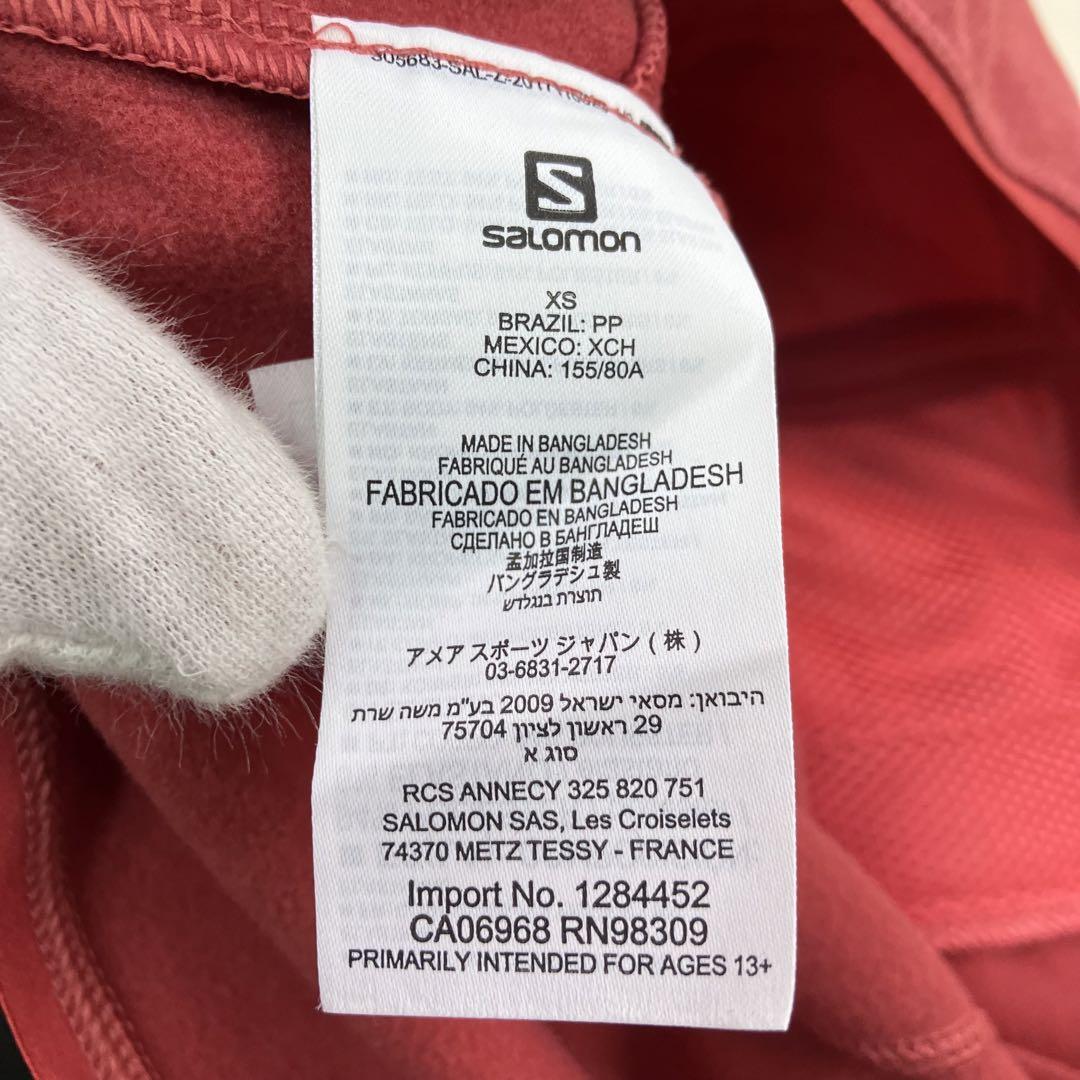 S
SALOMON
XS
BRAZIL: PP
MEXICO: XCH
CHINA: 155/80A
MADE IN BANGLADESH
FABRIQUÉ AU BANGLADESH
FABRICADO EM BANGLADESH
FABRICADO EN BANGLADESH
СДЕЛАНО В БАНГЛАДЕШ
孟加拉国制造
バングラデシュ製
תוצרת בנגלדש
アメア スポーツ ジャパン ( 株 )
03-6831-2717
היבואן: מסאי ישראל 2009 בע"מ משה שרת
29 ראשון לציון 75704
סוג א
RCS ANNECY 325 820 751
SALOMON SAS, Les Croiselets
74370 METZ TESSY - FRANCE
Import No. 1284452
CA06968 RN98309
PRIMARILY INTENDED FOR AGES 13+